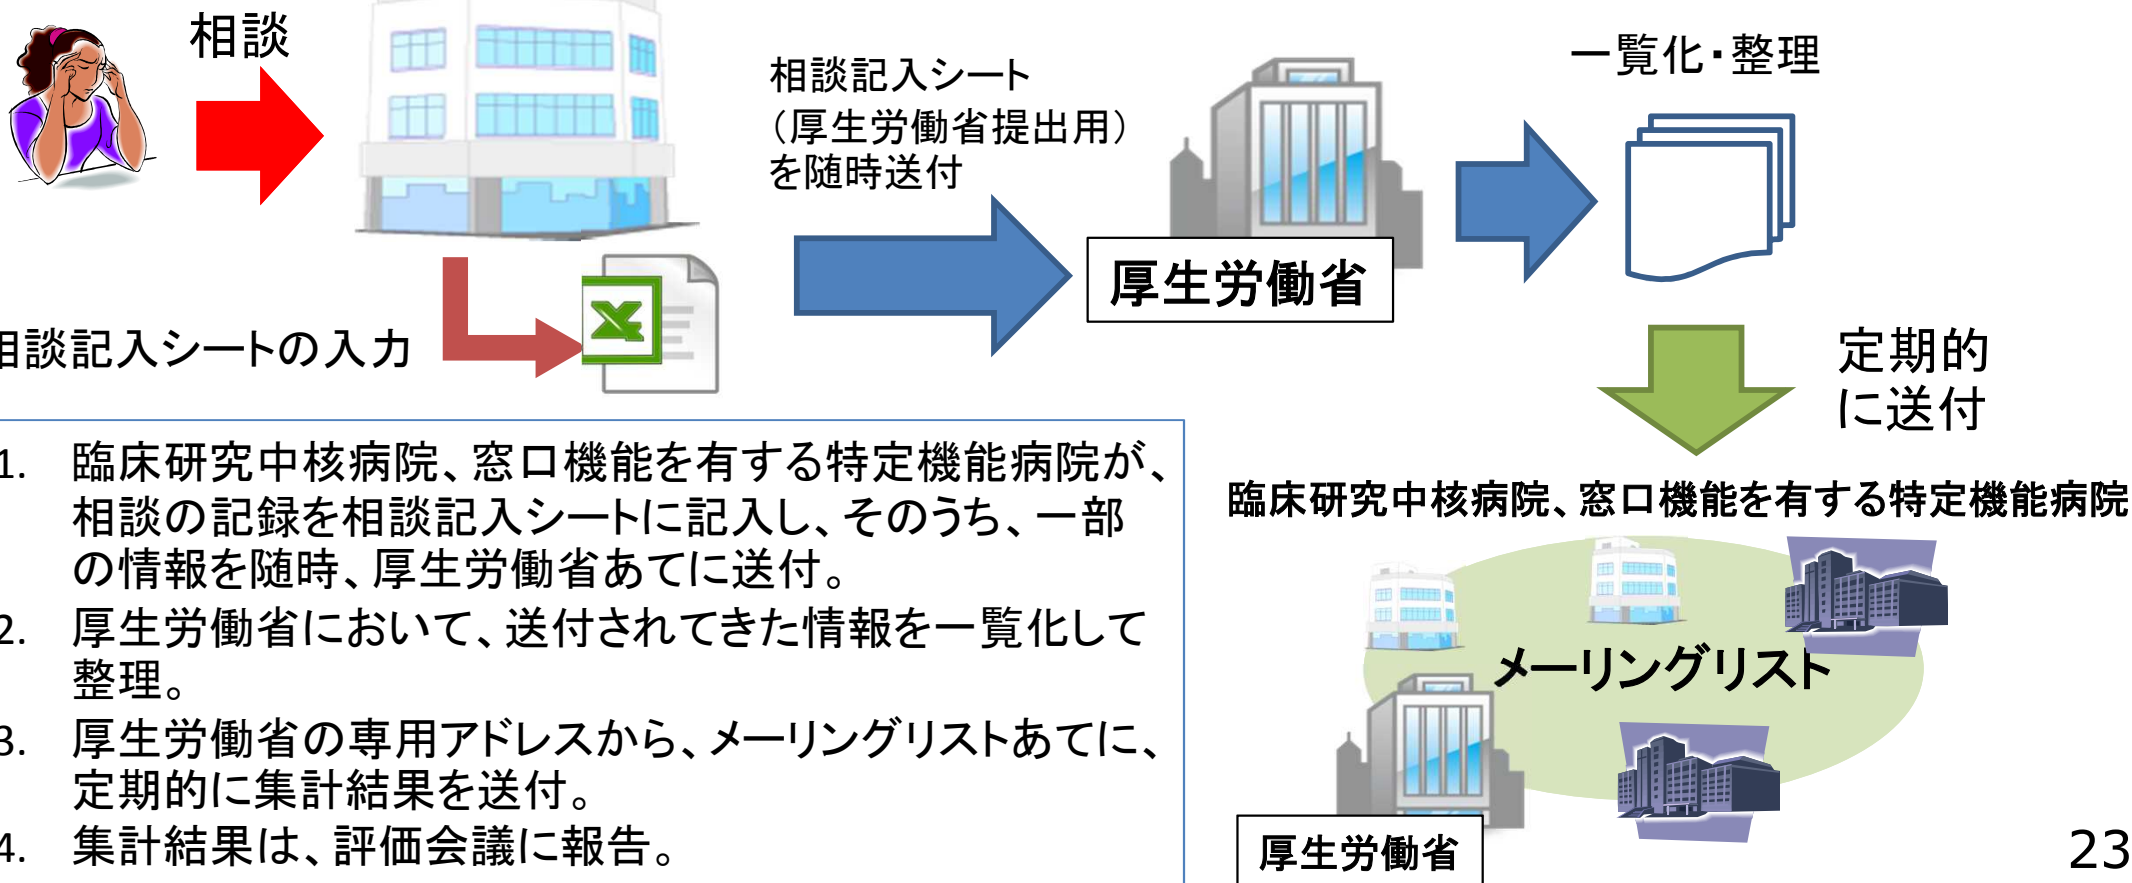 相談
相談記入シート
（厚生労働省提出用）
を随時送付
一覧化・整理
厚生労働省
相談記入シートの入力
定期的
に送付
1. 臨床研究中核病院、窓口機能を有する特定機能病院が、
相談の記録を相談記入シートに記入し、そのうち、一部
の情報を随時、厚生労働省あてに送付。
2. 厚生労働省において、送付されてきた情報を一覧化して
整理。
3. 厚生労働省の専用アドレスから、メーリングリストあてに、
定期的に集計結果を送付。
4. 集計結果は、評価会議に報告。
臨床研究中核病院、窓口機能を有する特定機能病院
メーリングリスト
厚生労働省
23